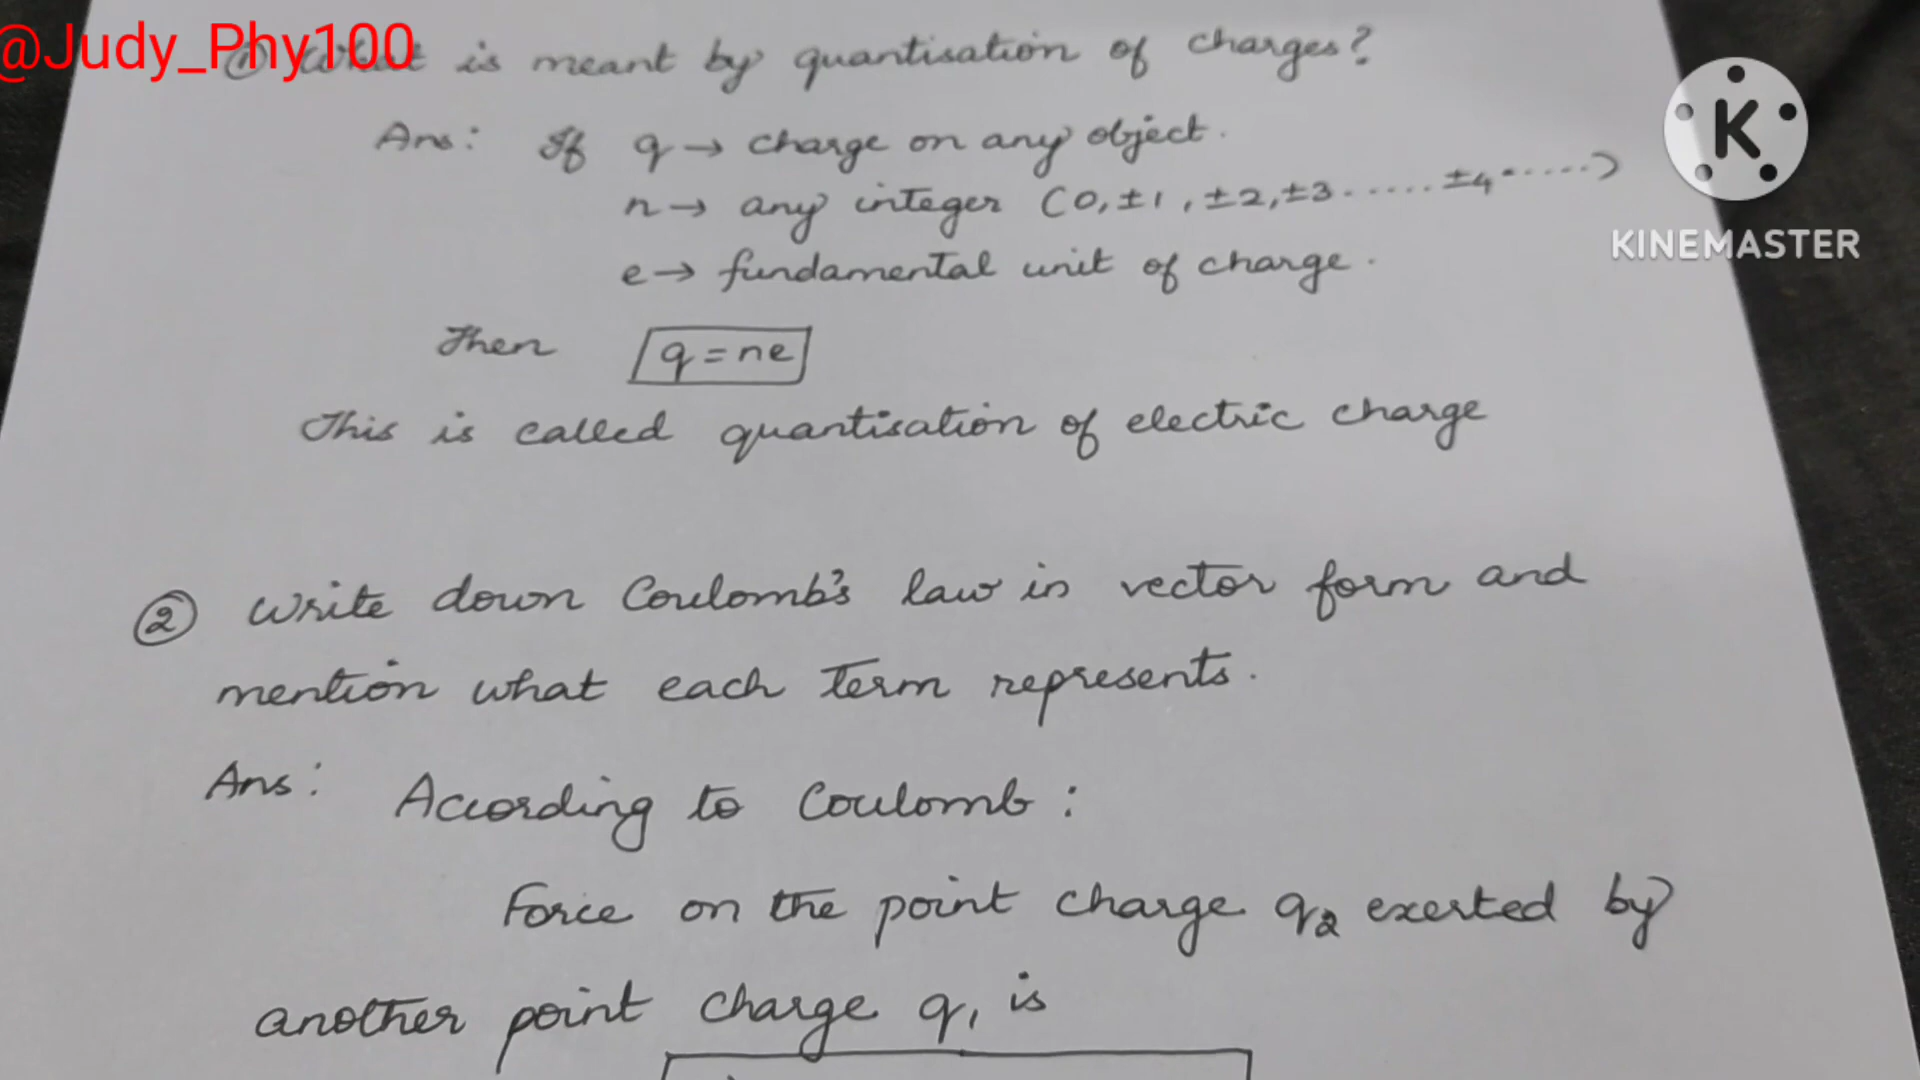 @Judy_Phy100
① What is meant by quantisation of charges?
Ans: If q → charge on any object.
n → any integer (0, ±1, ±2, ±3 ..... ±4 ......)
e → fundamental unit of charge.
Then q = ne
This is called quantisation of electric charge
② Write down Coulomb's law in vector form and
mention what each term represents.
Ans: According to Coulomb:
Force on the point charge q2 exerted by
another point charge q1 is
K
KINEMASTER